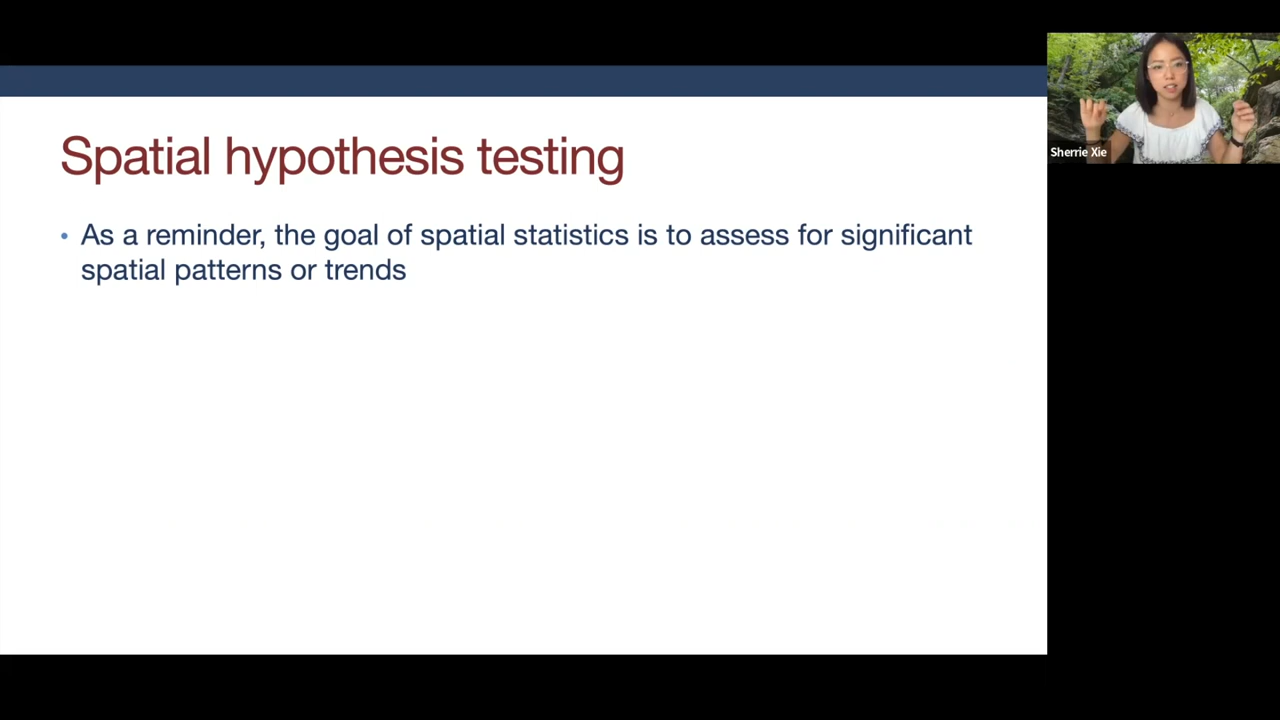 Spatial hypothesis testing
• As a reminder, the goal of spatial statistics is to assess for significant
spatial patterns or trends
Sherrie Xie